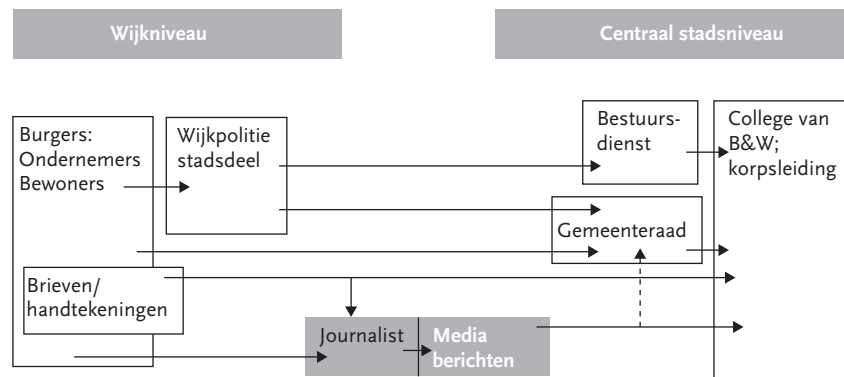 Wijkniveau
Centraal stadsniveau
Burgers:
Ondernemers
Bewoners
Wijkpolitie
stadsdeel
Bestuurs-
dienst
College van
B&W;
korpsleiding
Gemeenteraad
Brieven/
handtekeningen
Journalist
Media
berichten